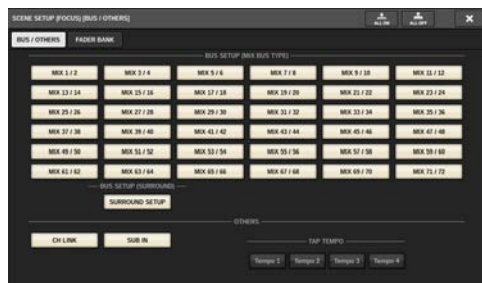 SCENE SETUP (FOCUS) [BUS / OTHERS]
ALL ON ALL OFF
BUS / OTHERS FADER BANK
BUS SETUP (MIX BUS TYPE)
MIX 1 / 2 MIX 3 / 4 MIX 5 / 6 MIX 7 / 8 MIX 9 / 10 MIX 11 / 12
MIX 13 / 14 MIX 15 / 16 MIX 17 / 18 MIX 19 / 20 MIX 21 / 22 MIX 23 / 24
MIX 25 / 26 MIX 27 / 28 MIX 29 / 30 MIX 31 / 32 MIX 33 / 34 MIX 35 / 36
MIX 37 / 38 MIX 39 / 40 MIX 41 / 42 MIX 43 / 44 MIX 45 / 46 MIX 47 / 48
MIX 49 / 50 MIX 51 / 52 MIX 53 / 54 MIX 55 / 56 MIX 57 / 58 MIX 59 / 60
MIX 61 / 62 MIX 63 / 64 MIX 65 / 66 MIX 67 / 68 MIX 69 / 70 MIX 71 / 72
BUS SETUP (SURROUND)
SURROUND SETUP
OTHERS
CH LINK SUB IN
TAP TEMPO
Tempo 1 Tempo 2 Tempo 3 Tempo 4